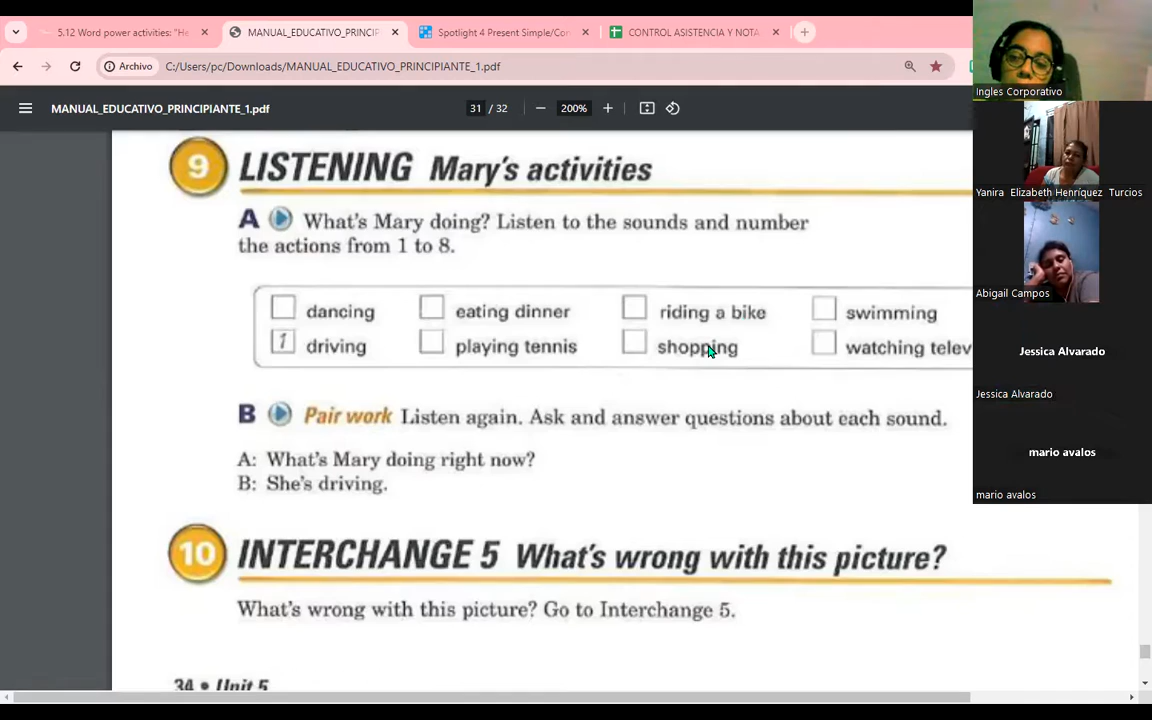 5.12 Word power activities: "He
MANUAL_EDUCATIVO_PRINCIP
Spotlight 4 Present Simple/Con
CONTROL ASISTENCIA Y NOTA
Archivo
C:/Users/pc/Downloads/MANUAL_EDUCATIVO_PRINCIPIANTE_1.pdf
MANUAL_EDUCATIVO_PRINCIPIANTE_1.pdf
31 / 32
200%
9 LISTENING Mary's activities
A What's Mary doing? Listen to the sounds and number
the actions from 1 to 8.
dancing eating dinner riding a bike swimming
1 driving playing tennis shopping watching telev
B Pair work Listen again. Ask and answer questions about each sound.
A: What's Mary doing right now?
B: She's driving.
10 INTERCHANGE 5 What's wrong with this picture?
What's wrong with this picture? Go to Interchange 5.
34 • Unit 5
Ingles Corporativo
Yanira Elizabeth Henríquez Turcios
Abigail Campos
Jessica Alvarado
Jessica Alvarado
mario avalos
mario avalos